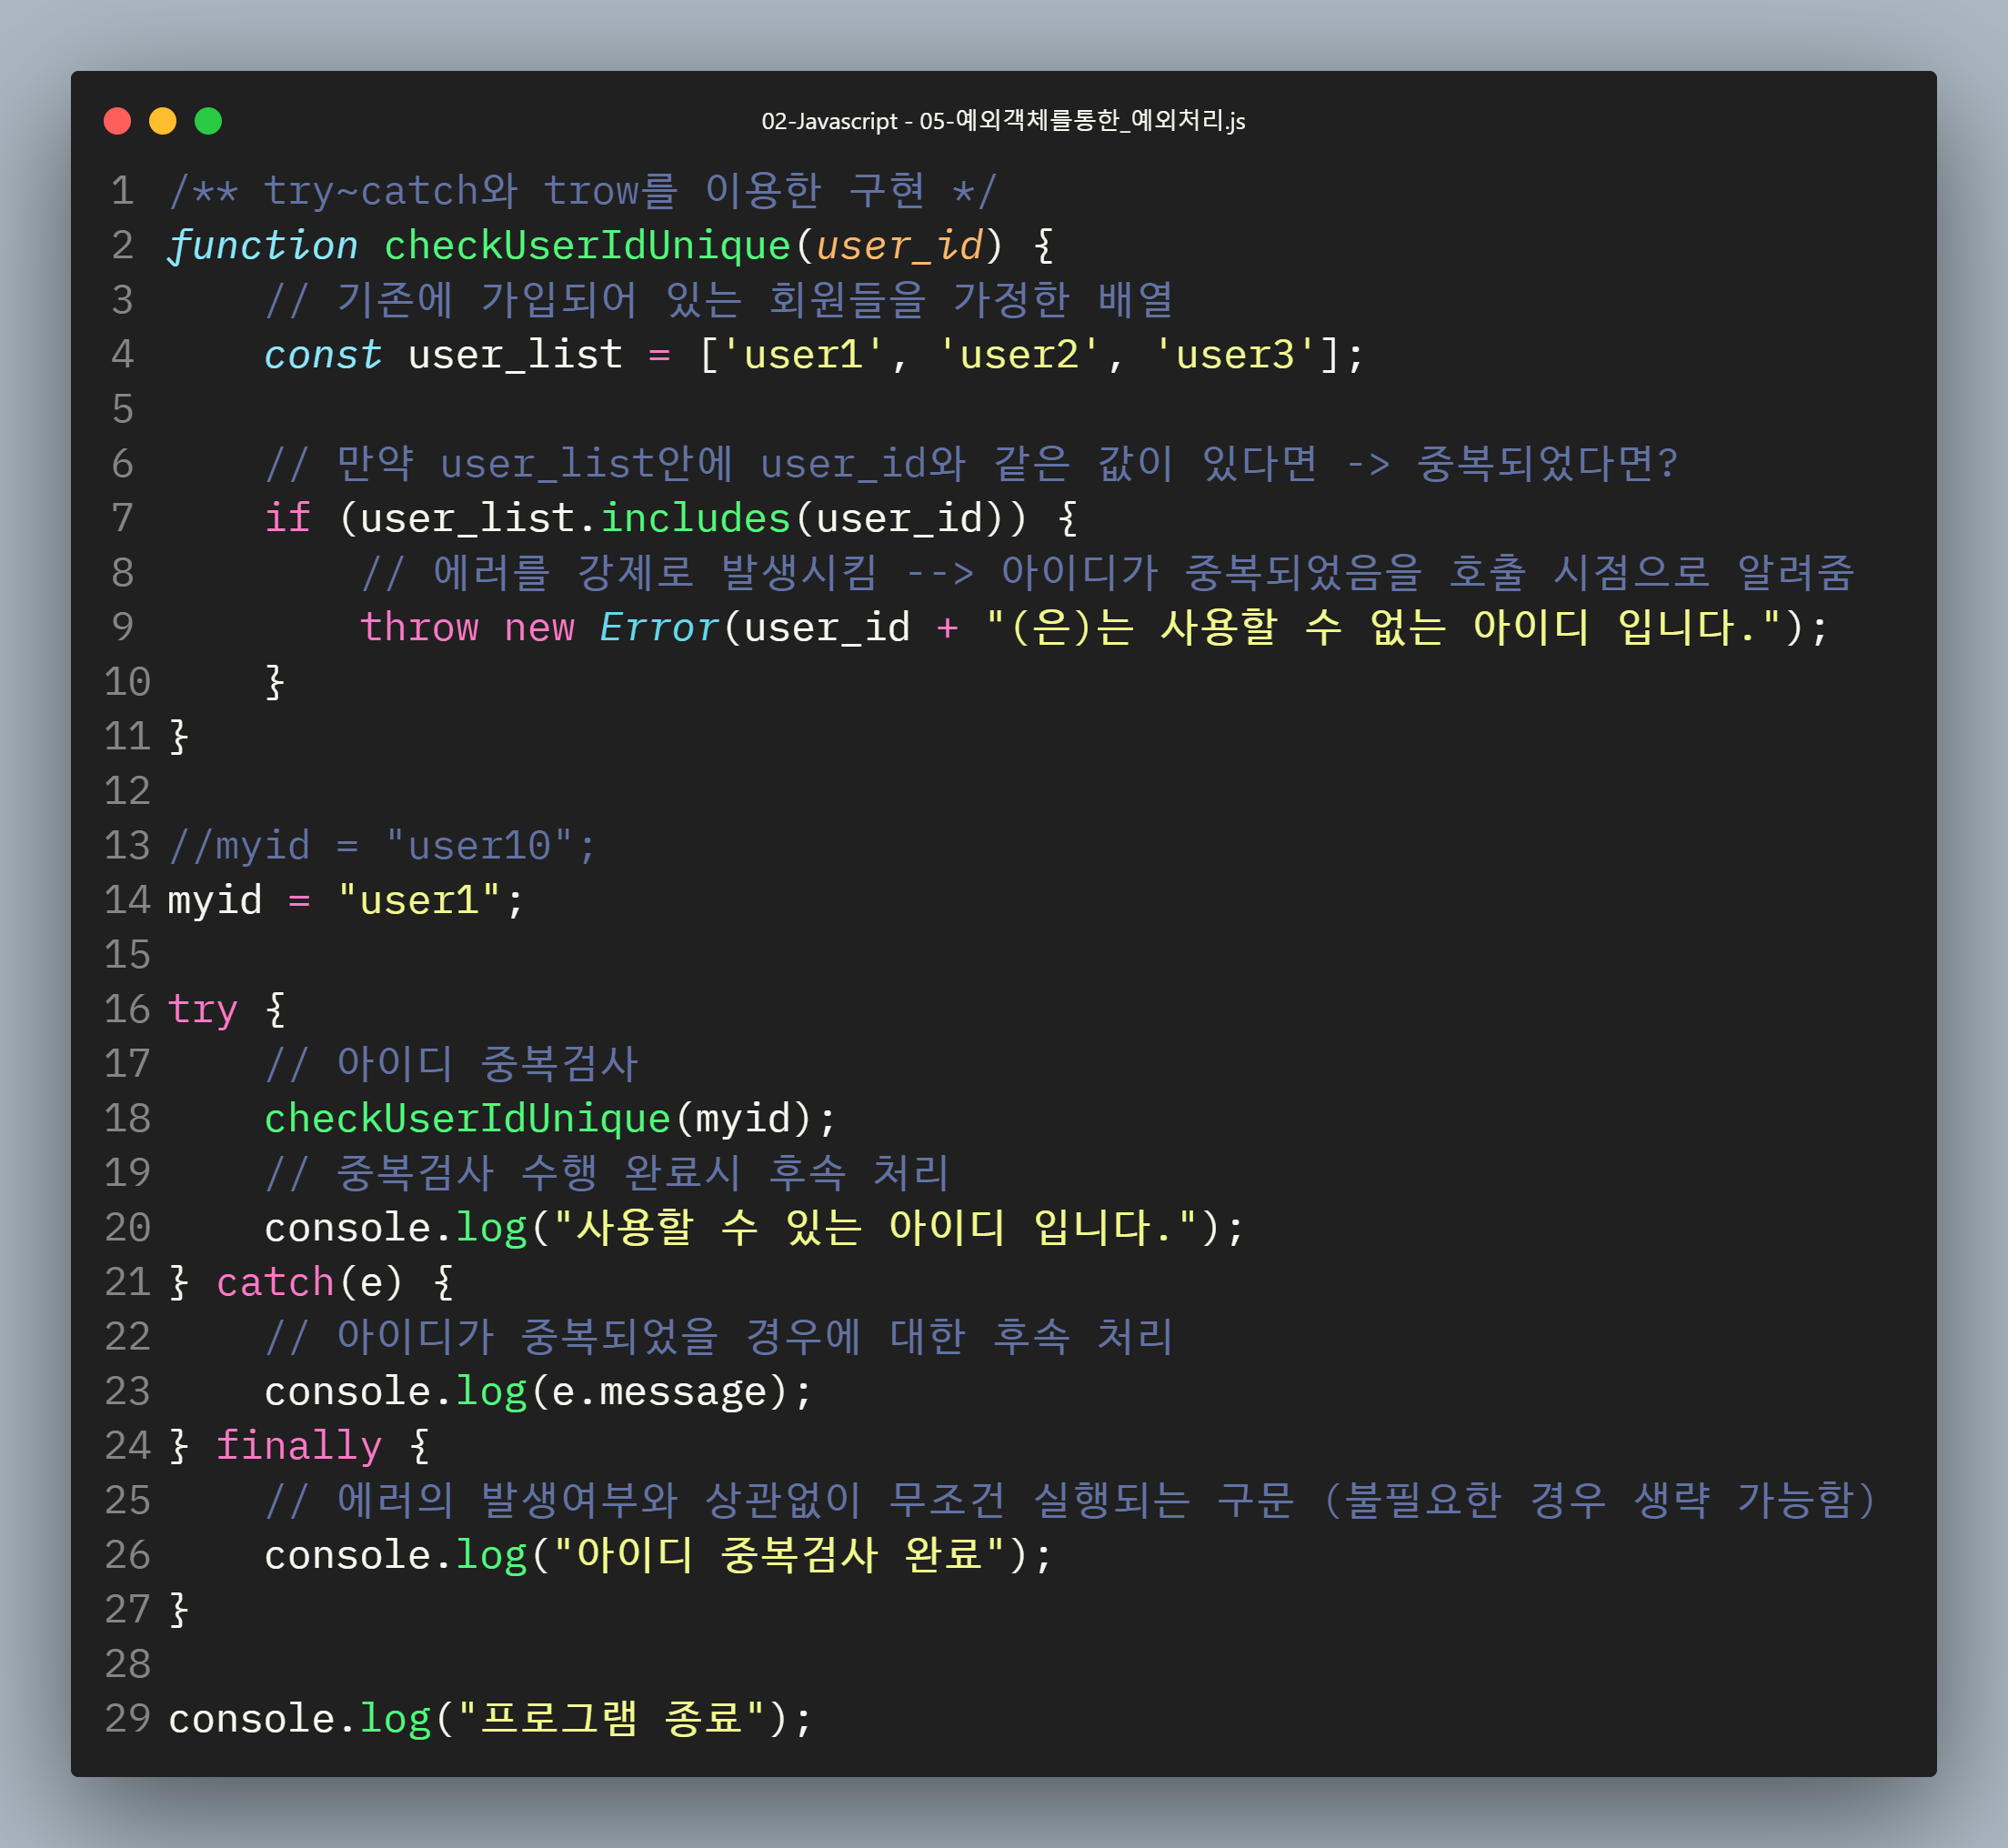 02-Javascript - 05-예외객체를통한_예외처리.js
1 /** try~catch와 trow를 이용한 구현 */
2 function checkUserIdUnique(user_id) {
3     // 기존에 가입되어 있는 회원들을 가정한 배열
4     const user_list = ['user1', 'user2', 'user3'];
5
6     // 만약 user_list안에 user_id와 같은 값이 있다면 -> 중복되었다면?
7     if (user_list.includes(user_id)) {
8         // 에러를 강제로 발생시킴 --> 아이디가 중복되었음을 호출 시점으로 알려줌
9         throw new Error(user_id + "(은)는 사용할 수 없는 아이디 입니다.");
10     }
11 }
12
13 //myid = "user10";
14 myid = "user1";
15
16 try {
17     // 아이디 중복검사
18     checkUserIdUnique(myid);
19     // 중복검사 수행 완료시 후속 처리
20     console.log("사용할 수 있는 아이디 입니다.");
21 } catch(e) {
22     // 아이디가 중복되었을 경우에 대한 후속 처리
23     console.log(e.message);
24 } finally {
25     // 에러의 발생여부와 상관없이 무조건 실행되는 구문 (불필요한 경우 생략 가능함)
26     console.log("아이디 중복검사 완료");
27 }
28
29 console.log("프로그램 종료");